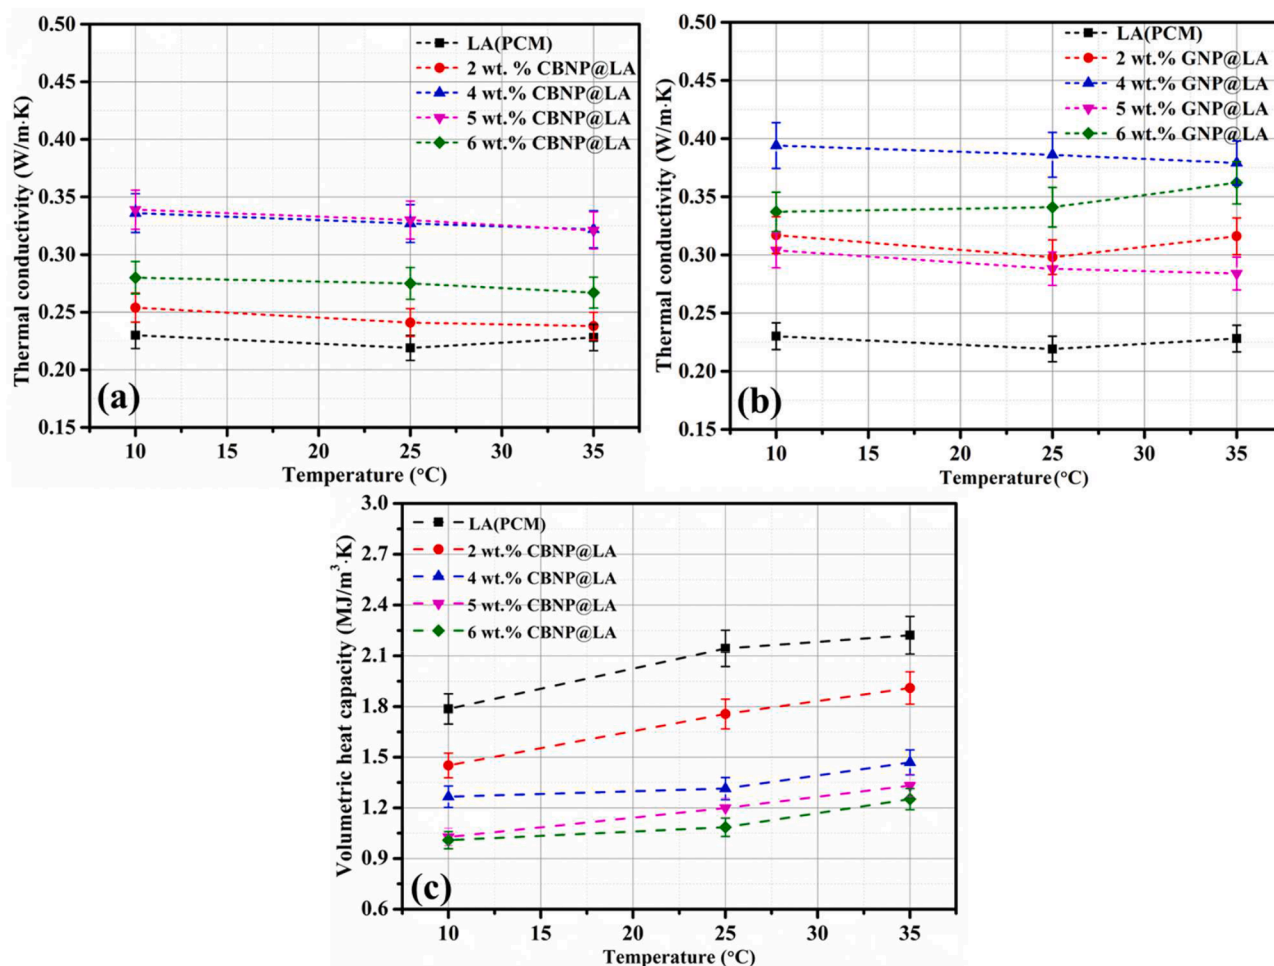 0.50
0.45
0.40
0.35
0.30
0.25
0.20
0.15
Thermal conductivity (W/m·K)
LA(PCM)
2 wt. % CBNP@LA
4 wt.% CBNP@LA
5 wt.% CBNP@LA
6 wt.% CBNP@LA
(a)
10 15 20 25 30 35
Temperature (°C)
0.50
0.45
0.40
0.35
0.30
0.25
0.20
0.15
Thermal conductivity (W/m·K)
LA(PCM)
2 wt.% GNP@LA
4 wt.% GNP@LA
5 wt.% GNP@LA
6 wt.% GNP@LA
(b)
10 15 20 25 30 35
Temperature (°C)
3.0
2.7
2.4
2.1
1.8
1.5
1.2
0.9
0.6
Volumetric heat capacity (MJ/m³·K)
LA(PCM)
2 wt.% CBNP@LA
4 wt.% CBNP@LA
5 wt.% CBNP@LA
6 wt.% CBNP@LA
(c)
10 15 20 25 30 35
Temperature (°C)